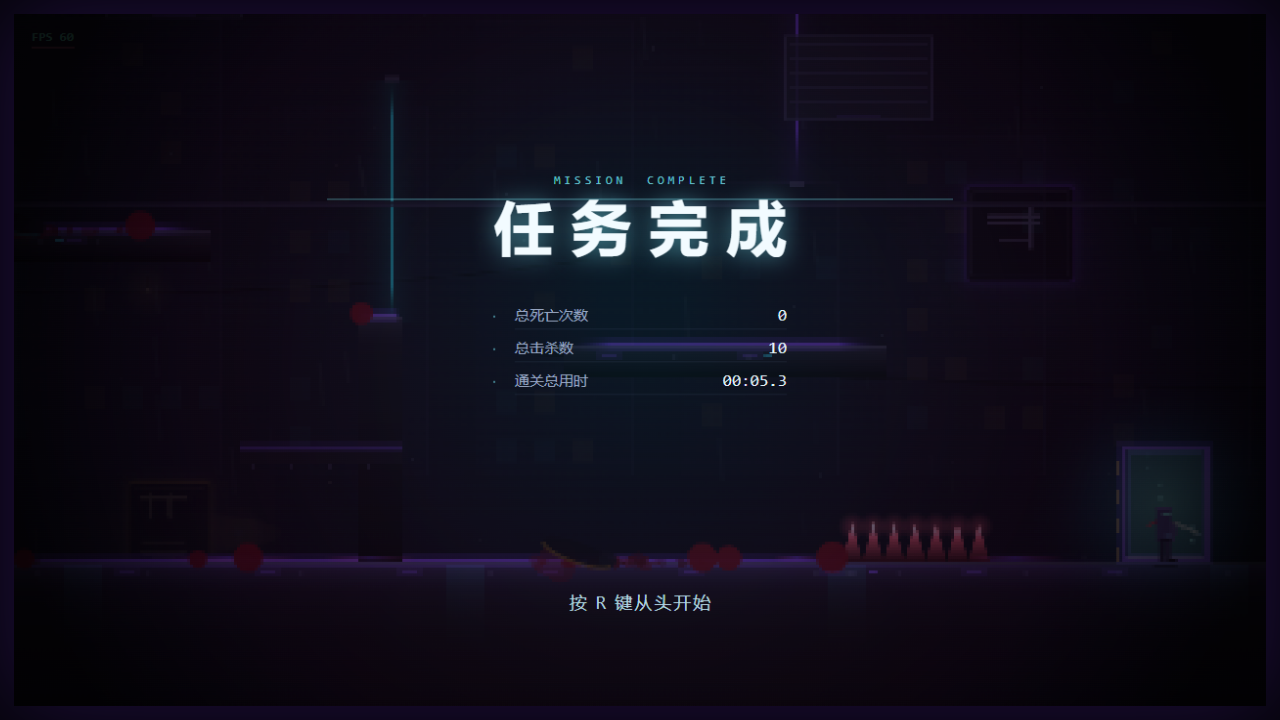 FPS 60
MISSION COMPLETE
任务完成
· 总死亡次数 0
· 总击杀数 10
· 通关总用时 00:05.3
按 R 键从头开始